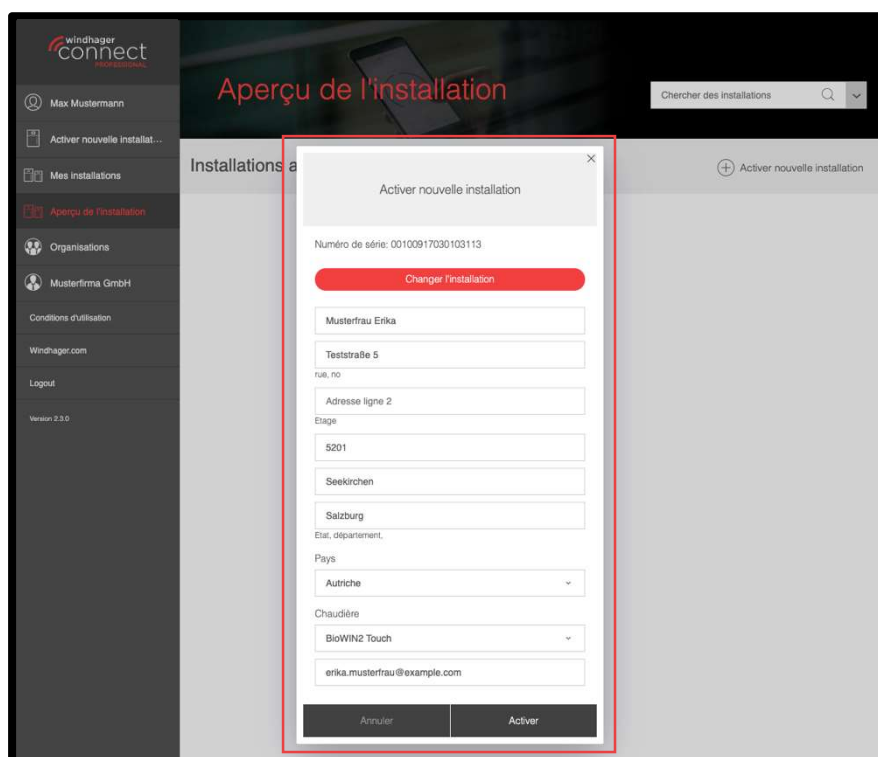 windhager
connect
PROFESSIONAL
Max Mustermann
Activer nouvelle installat...
Mes installations
Aperçu de l'installation
Organisations
Musterfirma GmbH
Conditions d'utilisation
Windhager.com
Logout
Version 2.3.0
Aperçu de l'installation
Chercher des installations
Installations a
Activer nouvelle installation
Activer nouvelle installation
Numéro de série: 00100917030103113
Changer l'installation
Musterfrau Erika
Teststraße 5
rue, no
Adresse ligne 2
Etage
5201
Seekirchen
Salzburg
Etat, département,
Pays
Autriche
Chaudière
BioWIN2 Touch
erika.musterfrau@example.com
Annuler
Activer